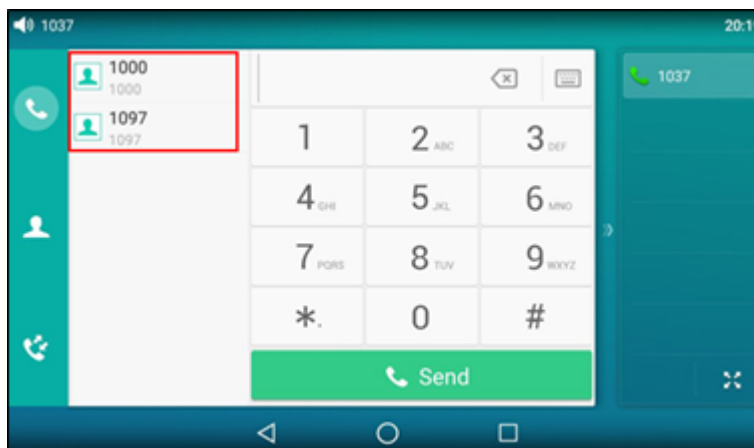 1037
20:1
1000
1000
1097
1097
1037
1
2 ABC
3 DEF
4 GHI
5 JKL
6 MNO
7 PQRS
8 TUV
9 WXYZ
*.
0
#
Send